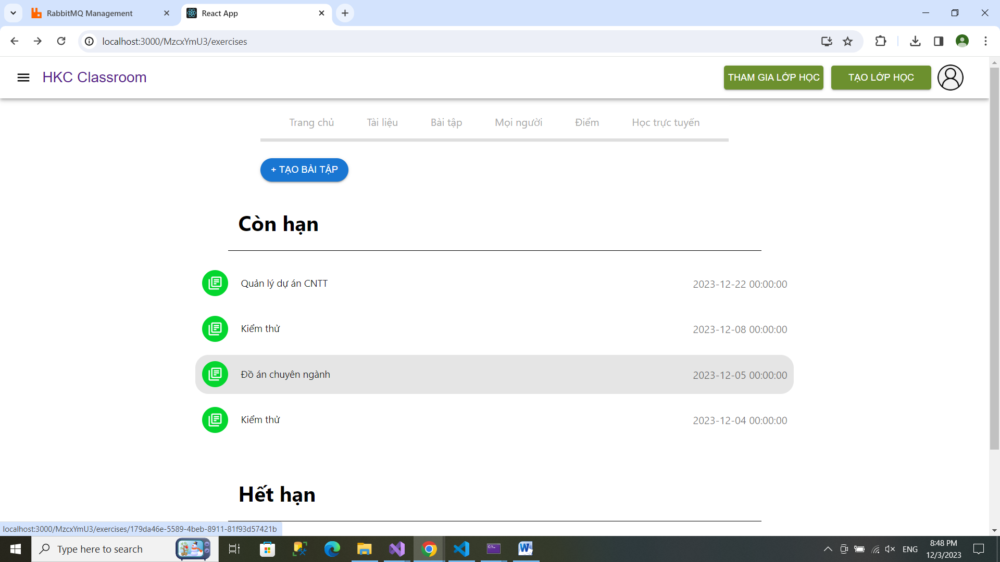 RabbitMQ Management
React App
localhost:3000/MzcxYmU3/exercises
HKC Classroom
THAM GIA LỚP HỌC
TẠO LỚP HỌC
Trang chủ Tài liệu Bài tập Mọi người Điểm Học trực tuyến
+ TẠO BÀI TẬP
Còn hạn
Quản lý dự án CNTT 2023-12-22 00:00:00
Kiểm thử 2023-12-08 00:00:00
Đồ án chuyên ngành 2023-12-05 00:00:00
Kiểm thử 2023-12-04 00:00:00
Hết hạn
localhost:3000/MzcxYmU3/exercises/179da46e-5589-4beb-8911-81f93d57421b
Type here to search
ENG
8:48 PM
12/3/2023